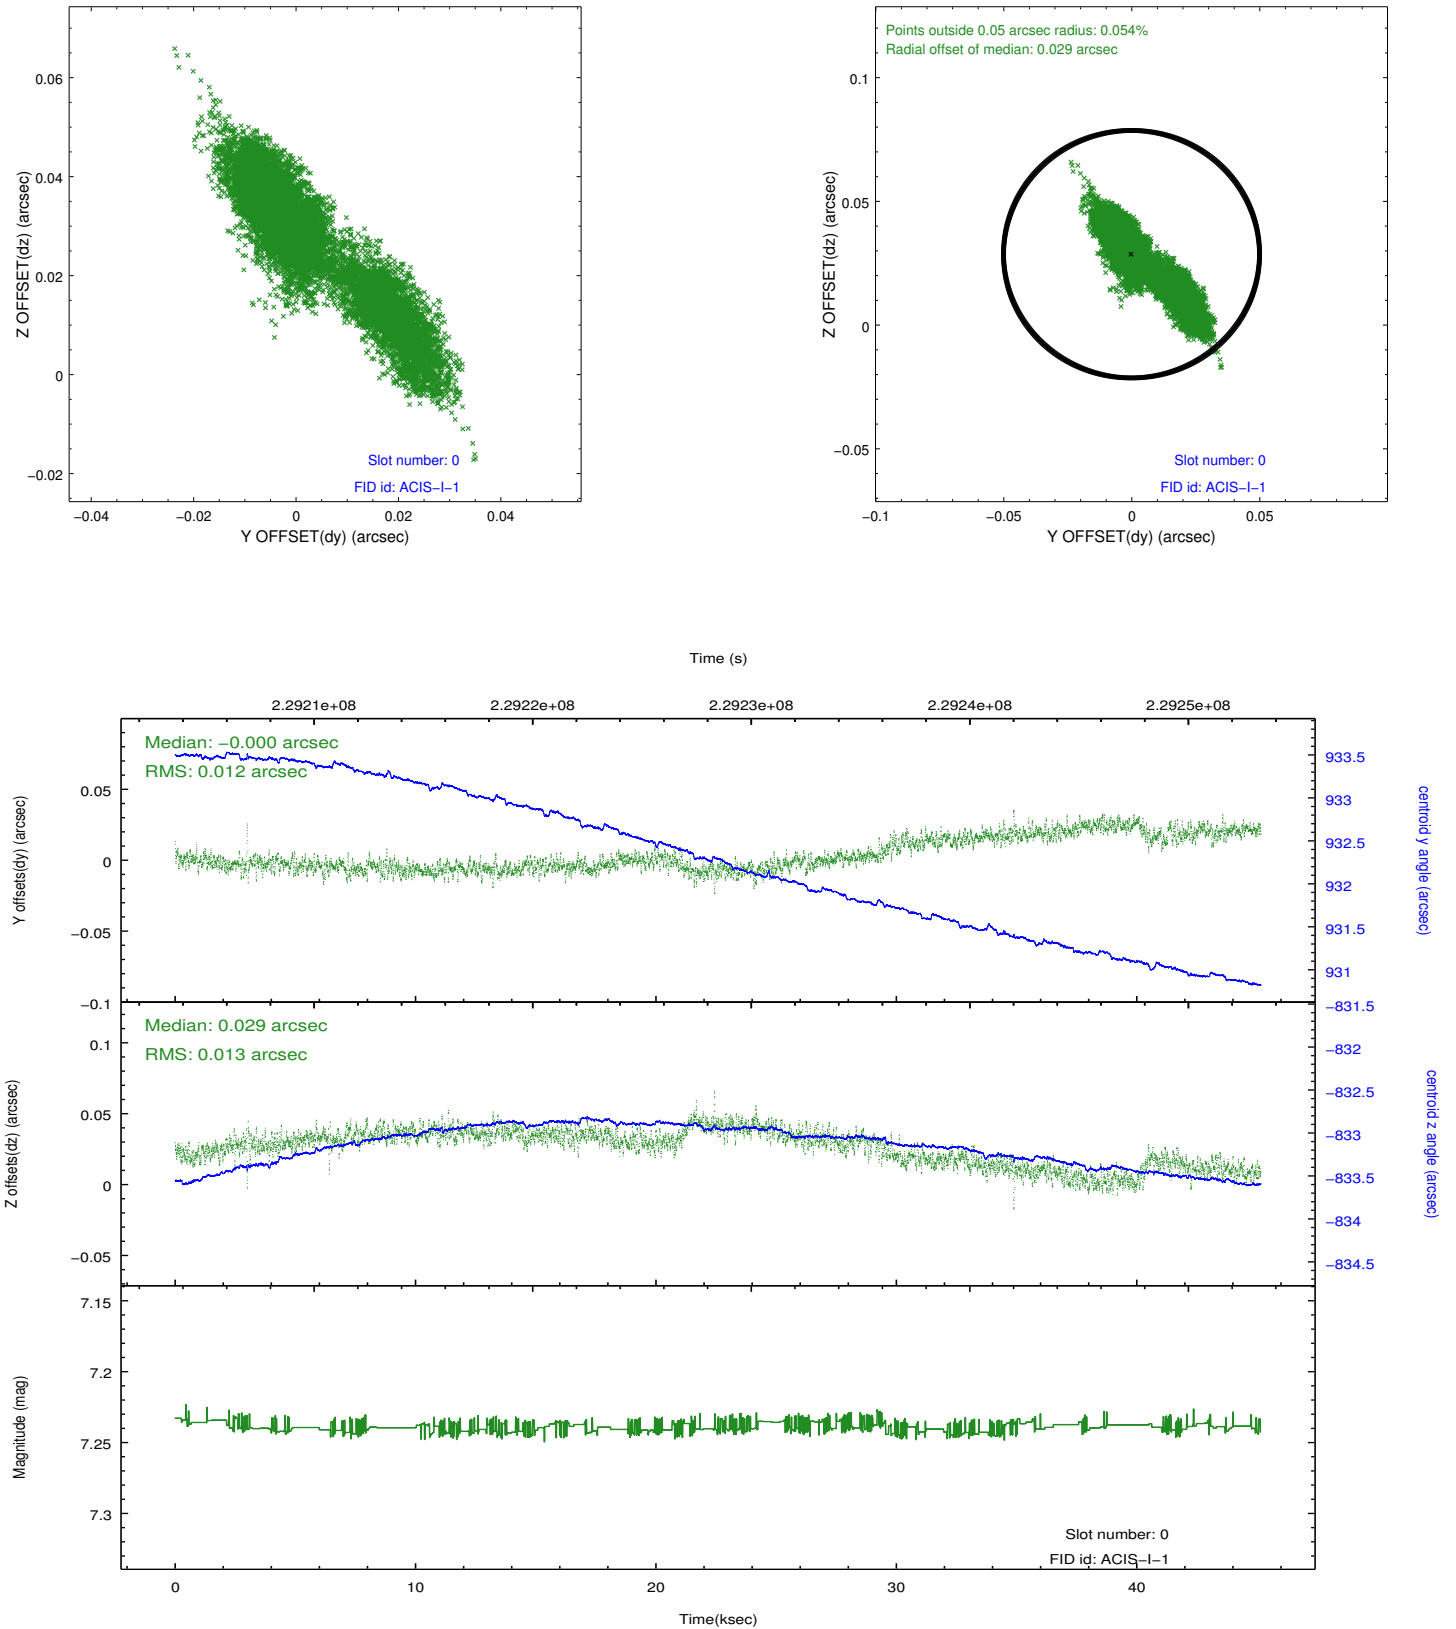 0.06
0.04
0.02
0
−0.02
Z OFFSET(dz) (arcsec)
Slot number: 0
FID id: ACIS−I−1
−0.04
−0.02
0
0.02
0.04
Y OFFSET(dy) (arcsec)
Points outside 0.05 arcsec radius: 0.054%
Radial offset of median: 0.029 arcsec
0.1
0.05
0
−0.05
Z OFFSET(dz) (arcsec)
Slot number: 0
FID id: ACIS−I−1
−0.1
−0.05
0
0.05
Y OFFSET(dy) (arcsec)
Time (s)
2.2921e+08
2.2922e+08
2.2923e+08
2.2924e+08
2.2925e+08
Median: −0.000 arcsec
RMS: 0.012 arcsec
0.05
0
−0.05
−0.1
Y offsets(dy) (arcsec)
933.5
933
932.5
932
931.5
931
centroid y angle (arcsec)
Median: 0.029 arcsec
RMS: 0.013 arcsec
0.1
0.05
0
−0.05
Z offsets(dz) (arcsec)
−831.5
−832
−832.5
−833
−833.5
−834
−834.5
centroid z angle (arcsec)
7.15
7.2
7.25
7.3
Magnitude (mag)
Slot number: 0
FID id: ACIS−I−1
0
10
20
30
40
Time(ksec)